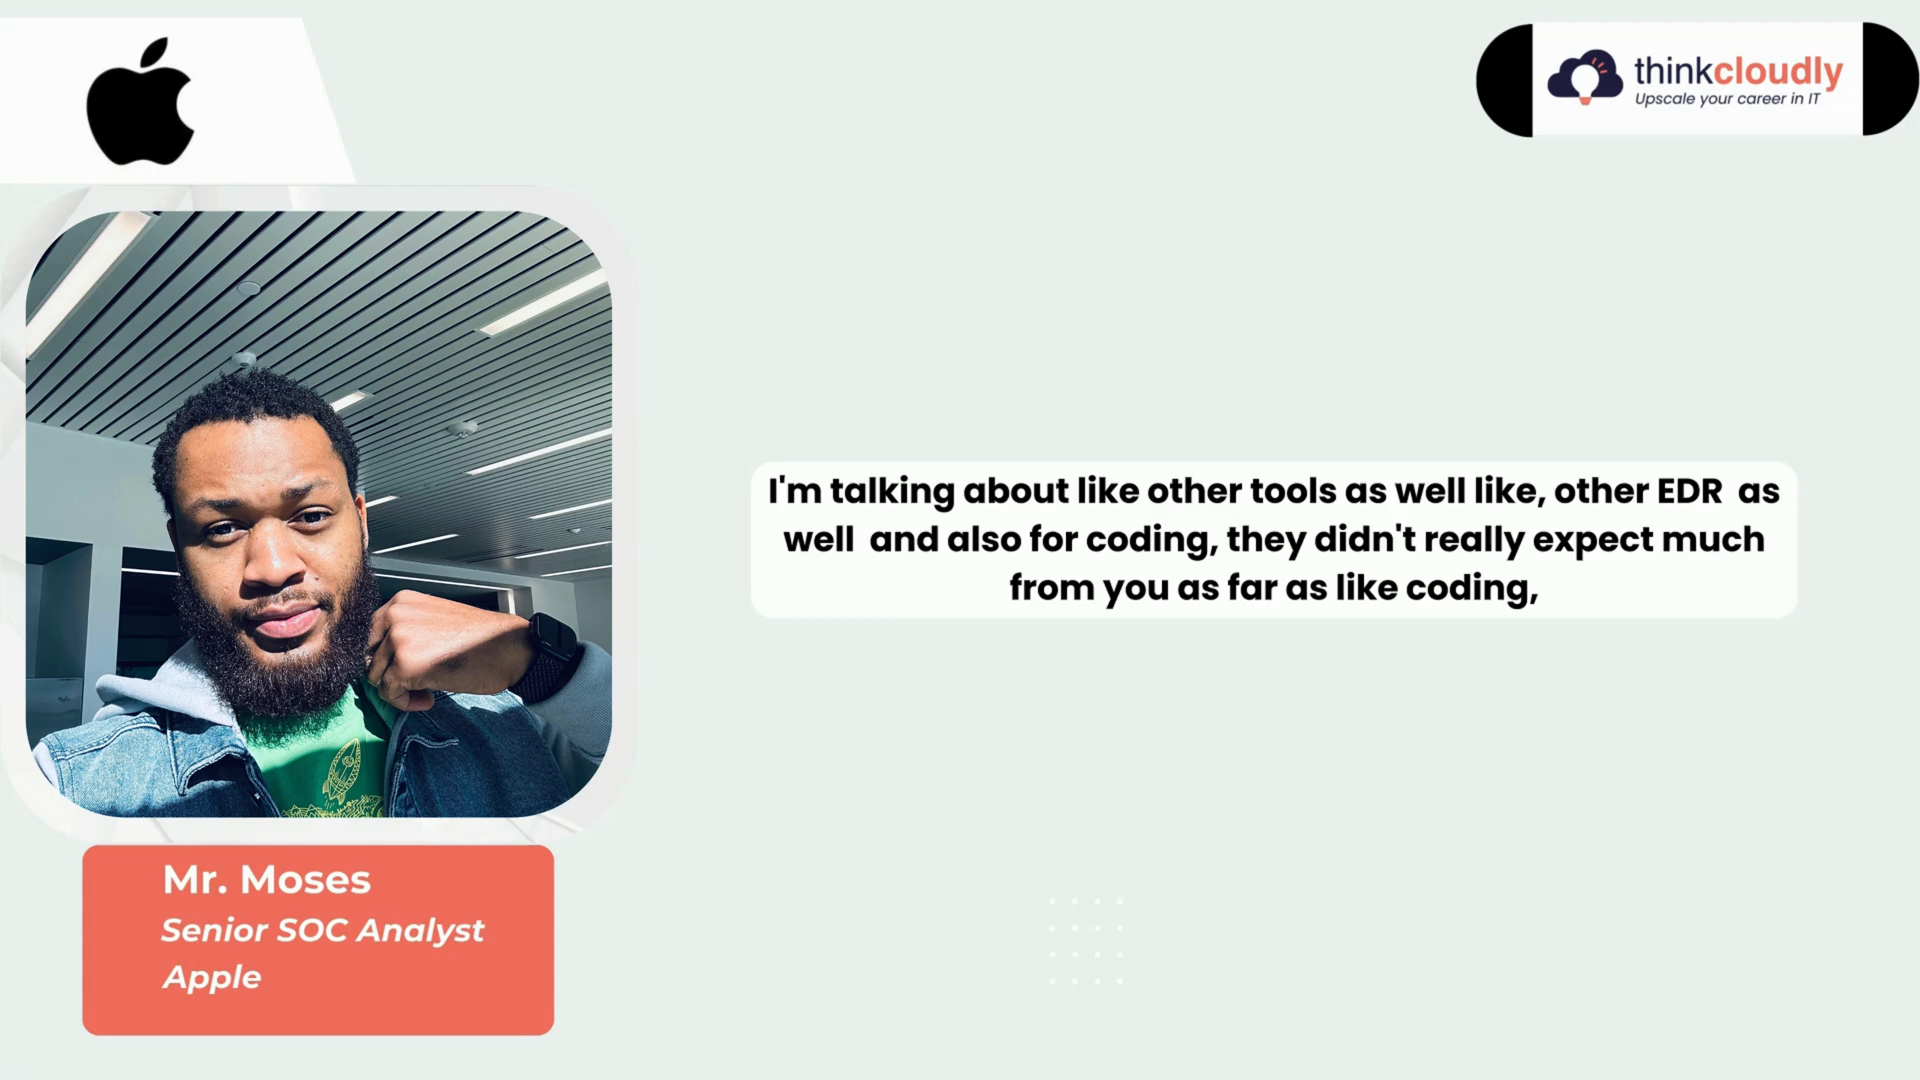 thinkcloudly
Upscale your career in IT
I'm talking about like other tools as well like, other EDR  as
well  and also for coding, they didn't really expect much
from you as far as like coding,
Mr. Moses
Senior SOC Analyst
Apple